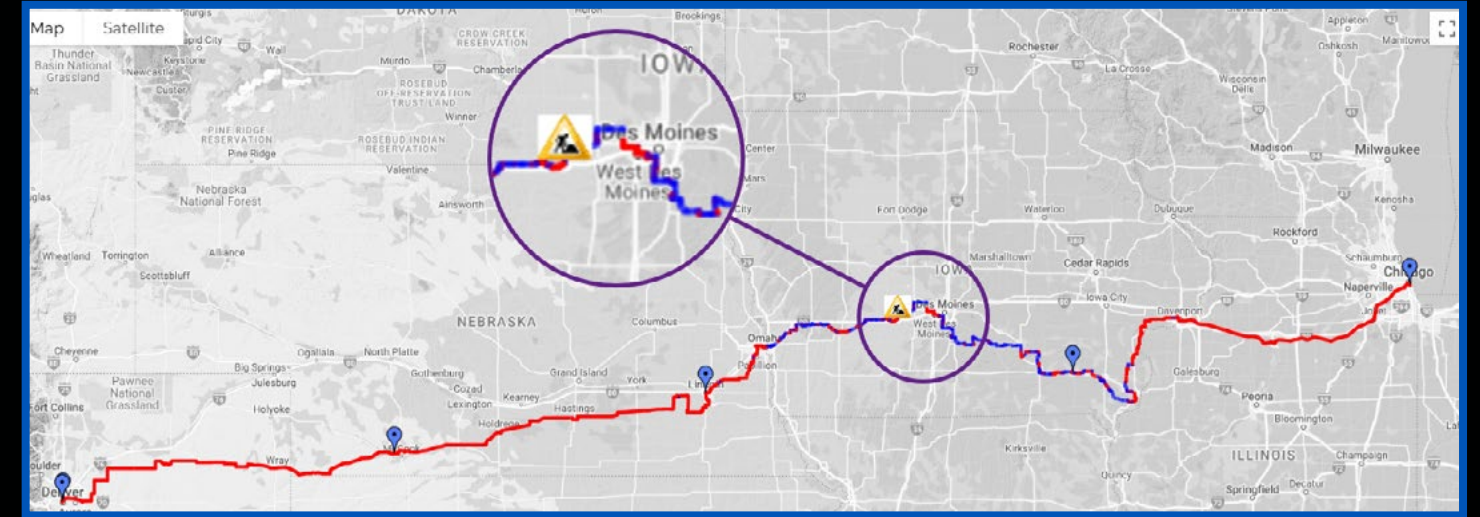 Map Satellite
Brookings
Appleton
Manitowoc
Oshkosh
Rapid City
Wall
CROW CREEK
RESERVATION
Rochester
Thunder
Basin National
Grassland
Keystone
Newcastle
Custer
Murdo
La Crosse
IOW
Wisconsin
Dells
ROSEBUD
OFF-RESERVATION
TRUST LAND
Winner
PINE RIDGE
RESERVATION
Pine Ridge
ROSEBUD INDIAN
RESERVATION
Des Moines
Center
Madison
Milwaukee
Valentine
West Des
Moines
Mars
Nebraska
National Forest
Ainsworth
City
Fort Dodge
Waterloo
Dubuque
Kenosha
Rockford
Wheatland
Torrington
Alliance
Marshalltown
Cedar Rapids
Schaumburg
IOWA
Chicago
Scottsbluff
Naperville
Iowa City
Des Moines
Joliet
NEBRASKA
Columbus
Davenport
West Des
Moines
Omaha
Cheyenne
Ogallala
North Platte
Papillion
Big Springs
Julesburg
Gothenburg
Grand Island
York
Lincoln
Galesburg
Pawnee
National
Grassland
Cozad
Lexington
Kearney
Hastings
Peoria
Fort Collins
Holyoke
Bloomington
Holdrege
McCook
Kirksville
Wray
ILLINOIS
Champaign
Boulder
Quincy
Decatur
Springfield
Denver
Aurora